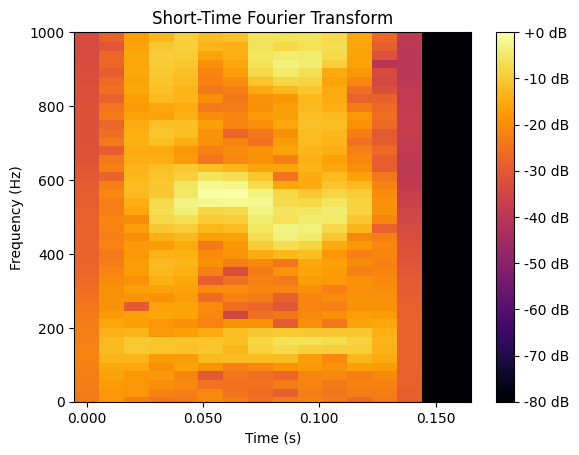 Short-Time Fourier Transform
1000
800
600
400
200
0
Frequency (Hz)
0.000
0.050
0.100
0.150
Time (s)
+0 dB
-10 dB
-20 dB
-30 dB
-40 dB
-50 dB
-60 dB
-70 dB
-80 dB